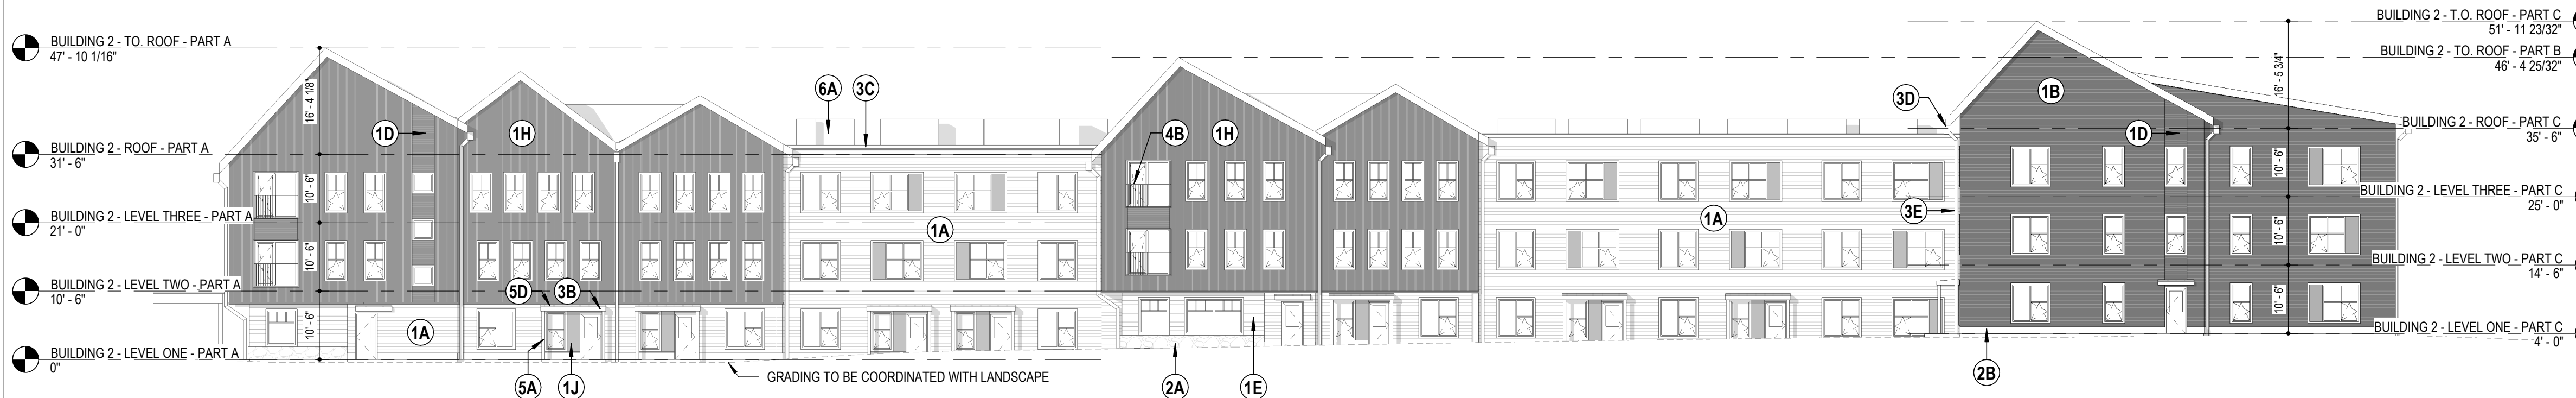 BUILDING 2 - TO. ROOF - PART A
47' - 10 1/16"
BUILDING 2 - ROOF - PART A
31' - 6"
BUILDING 2 - LEVEL THREE - PART A
21' - 0"
BUILDING 2 - LEVEL TWO - PART A
10' - 6"
BUILDING 2 - LEVEL ONE - PART A
0"
16' - 4 1/8"
10' - 6"
10' - 6"
10' - 6"
1D
1H
6A
3C
4B
1H
3D
1B
1D
1A
1A
3E
5D
3B
1A
5A
1J
GRADING TO BE COORDINATED WITH LANDSCAPE
2A
1E
2B
16' - 5 3/4"
10' - 6"
10' - 6"
10' - 6"
BUILDING 2 - T.O. ROOF - PART C
51' - 11 23/32"
BUILDING 2 - TO. ROOF - PART B
46' - 4 25/32"
BUILDING 2 - ROOF - PART C
35' - 6"
BUILDING 2 - LEVEL THREE - PART C
25' - 0"
BUILDING 2 - LEVEL TWO - PART C
14' - 6"
BUILDING 2 - LEVEL ONE - PART C
4' - 0"